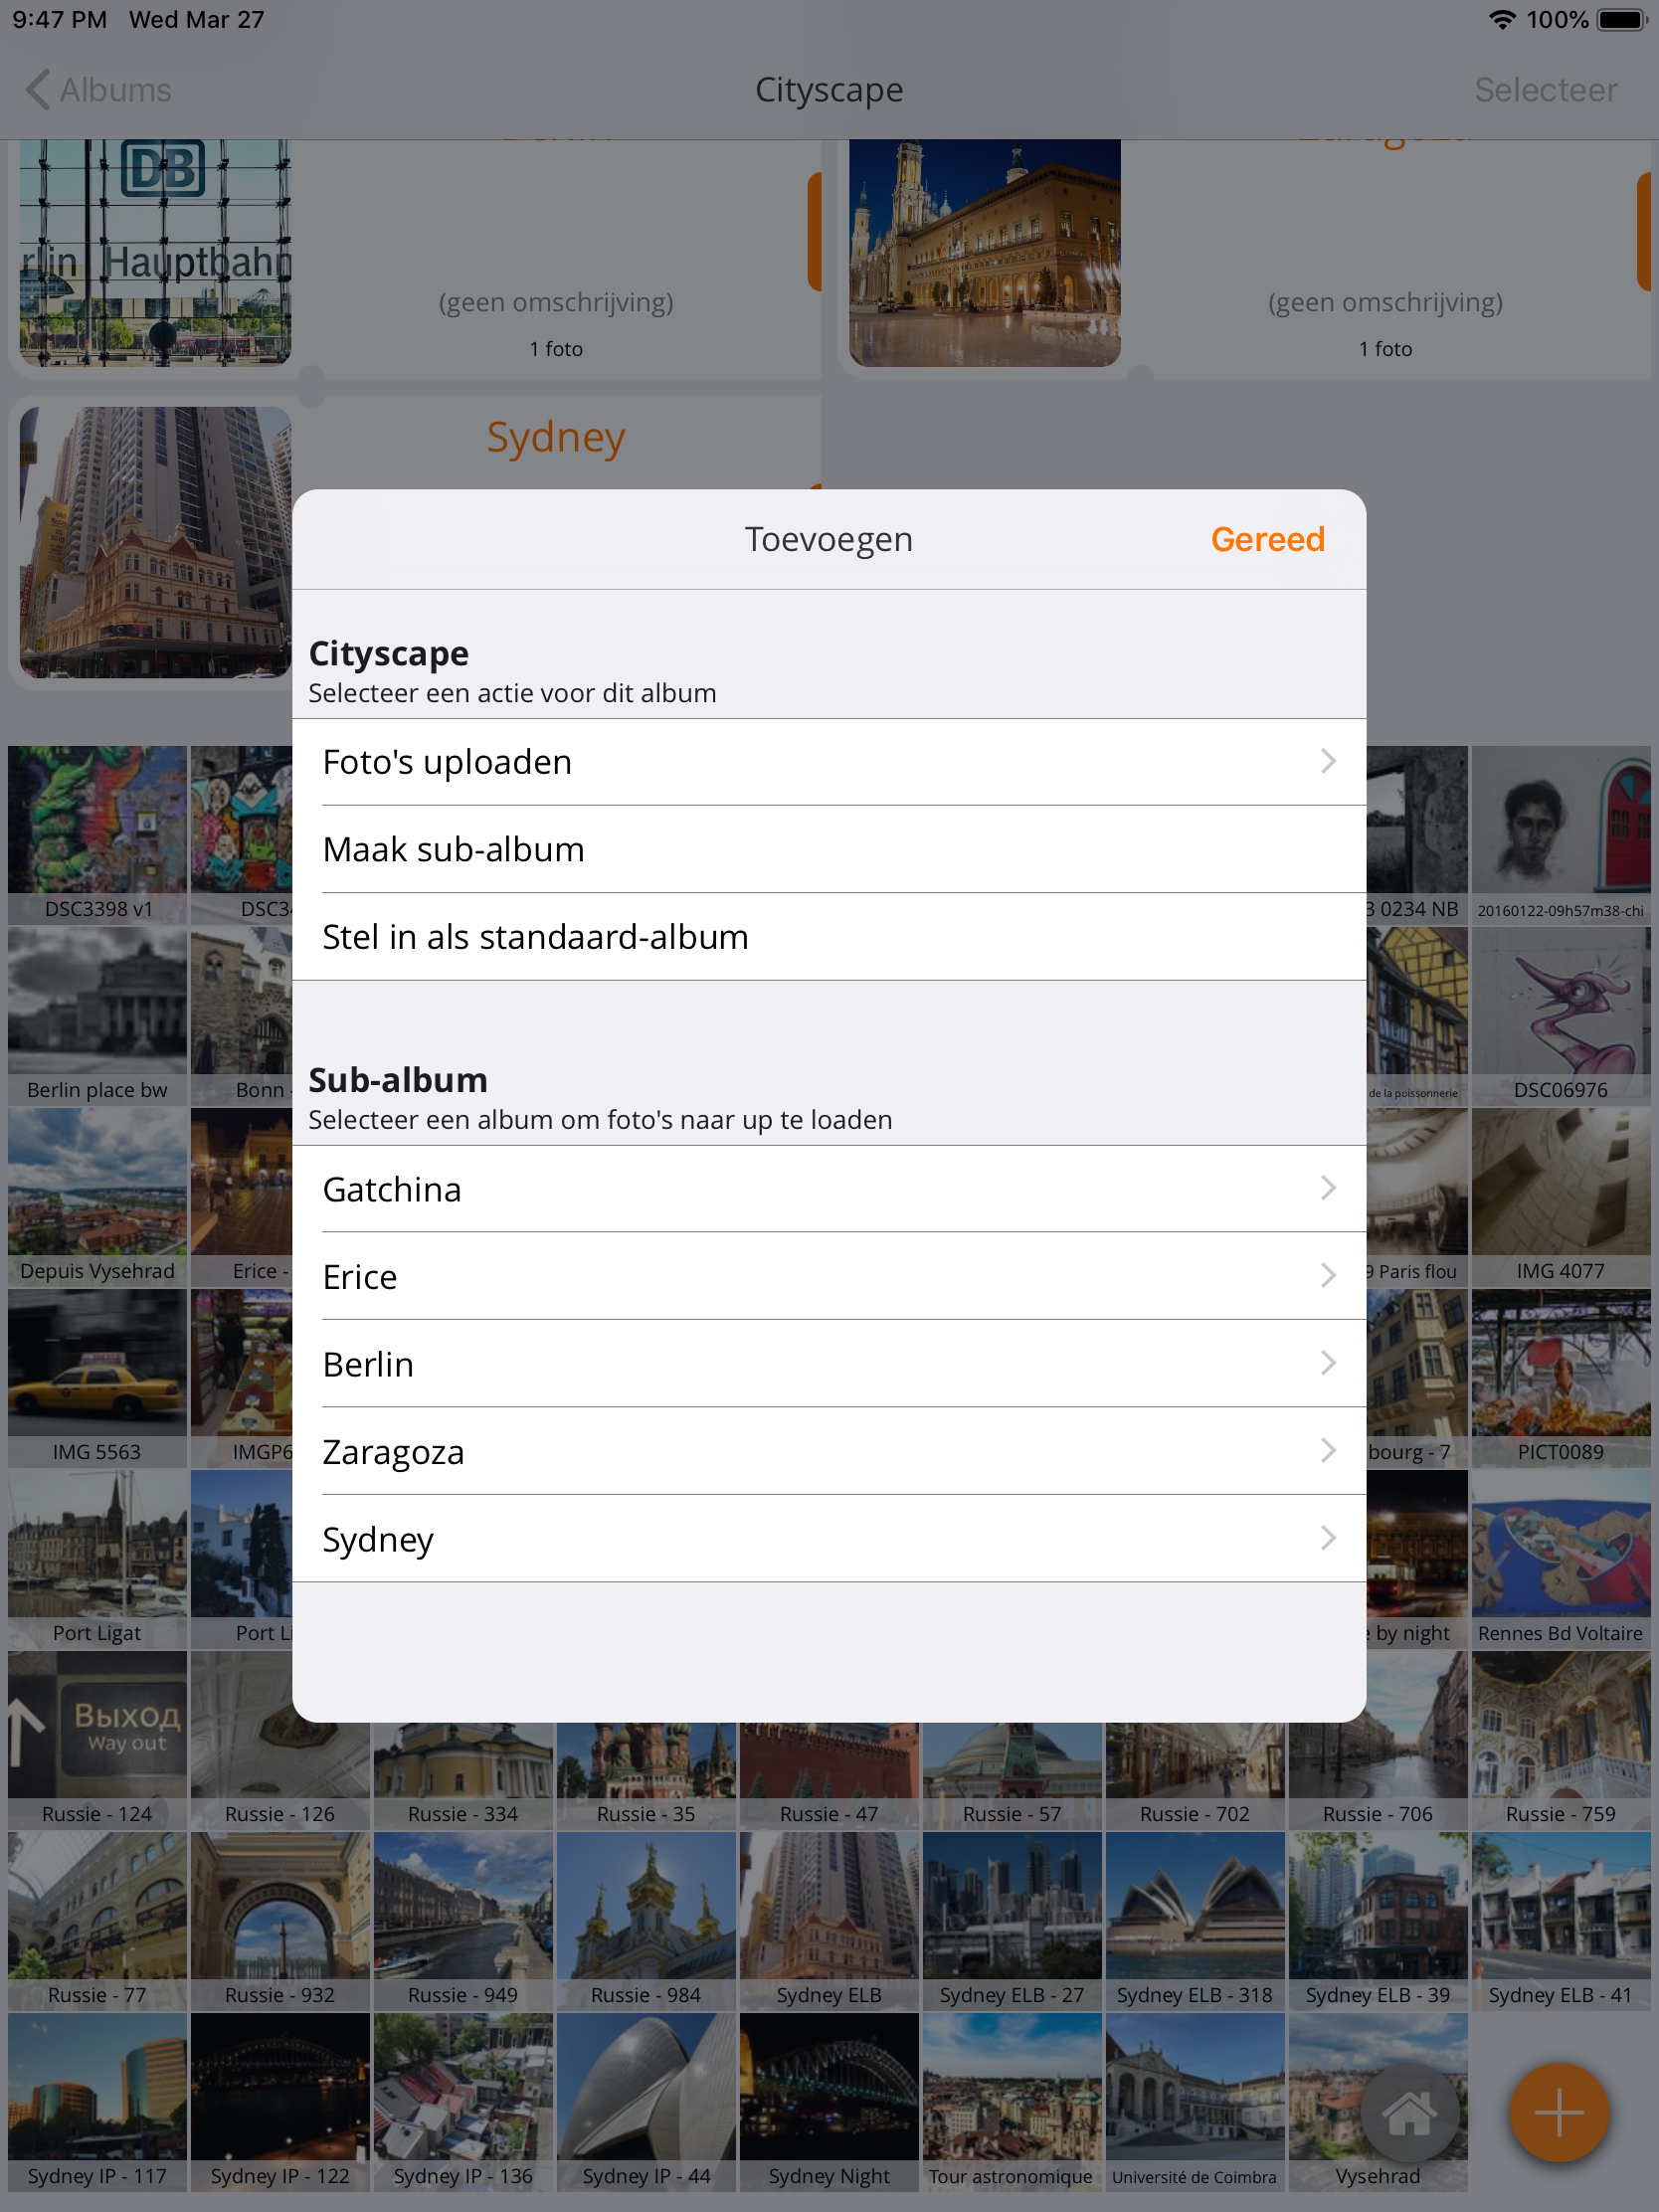 9:47 PM Wed Mar 27
100%
Albums
Cityscape
Selecteer
DB
rlin Hauptbahn
(geen omschrijving)
1 foto
(geen omschrijving)
1 foto
Sydney
Toevoegen
Gereed
Cityscape
Selecteer een actie voor dit album
Foto's uploaden
Maak sub-album
Stel in als standaard-album
Sub-album
Selecteer een album om foto's naar up te loaden
Gatchina
Erice
Berlin
Zaragoza
Sydney
DSC3398 v1
DSC34
3 0234 NB
20160122-09h57m38-chi
Berlin place bw
Bonn -
de la poissonnerie
DSC06976
Depuis Vysehrad
Erice -
9 Paris flou
IMG 4077
IMG 5563
IMGP6
bourg - 7
PICT0089
Port Ligat
Port Li
e by night
Rennes Bd Voltaire
Выход
Way out
Russie - 124
Russie - 126
Russie - 334
Russie - 35
Russie - 47
Russie - 57
Russie - 702
Russie - 706
Russie - 759
Russie - 77
Russie - 932
Russie - 949
Russie - 984
Sydney ELB
Sydney ELB - 27
Sydney ELB - 318
Sydney ELB - 39
Sydney ELB - 41
Sydney IP - 117
Sydney IP - 122
Sydney IP - 136
Sydney IP - 44
Sydney Night
Tour astronomique
Université de Coimbra
Vysehrad